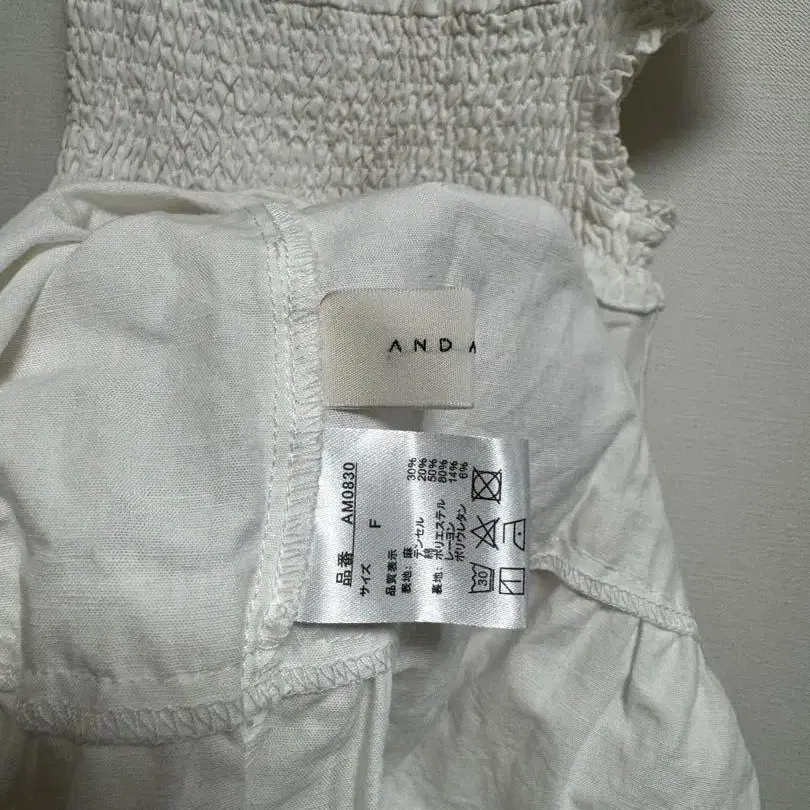 AND A
品番 AM0830
サイズ F
品質表示
表地: 麻 30%
テンセル 20%
綿 50%
裏地: ポリエステル 80%
レーヨン 14%
ポリウレタン 6%
30